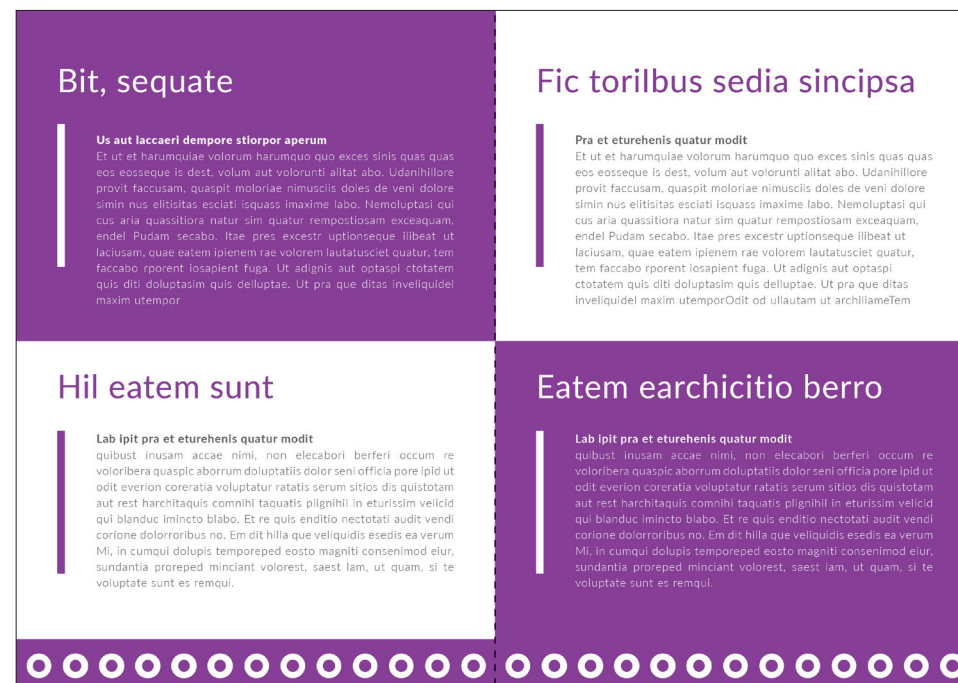 Bit, sequate
Us aut laccaeri dempore stiorpor aperum
Et ut et harumquiae volorum harumquo quo exces sinis quas quas
eos eosseque is dest, volum aut volorunti alitat abo. Udanihillore
provit faccusam, quaspit moloriae nimusciis doles de veni dolore
simin nus elitisitas esciati isquass imaxime labo. Nemoluptasi qui
cus aria quassitiora natur sim quatur rempostiosam exceaquam,
endel Pudam secabo. Itae pres excestr uptionseque ilibeat ut
laciusam, quae eatem ipienem rae volorem lautatusciet quatur, tem
faccabo rporent iosapient fuga. Ut adignis aut optaspi ctotatem
quis diti doluptasim quis delluptae. Ut pra que ditas inveliquidel
maxim utempor
Fic torilbus sedia sincipsa
Pra et eturehenis quatur modit
Et ut et harumquiae volorum harumquo quo exces sinis quas quas
eos eosseque is dest, volum aut volorunti alitat abo. Udanihillore
provit faccusam, quaspit moloriae nimusciis doles de veni dolore
simin nus elitisitas esciati isquass imaxime labo. Nemoluptasi qui
cus aria quassitiora natur sim quatur rempostiosam exceaquam,
endel Pudam secabo. Itae pres excestr uptionseque ilibeat ut
laciusam, quae eatem ipienem rae volorem lautatusciet quatur,
tem faccabo rporent iosapient fuga. Ut adignis aut optaspi
ctotatem quis diti doluptasim quis delluptae. Ut pra que ditas
inveliquidel maxim utemporOdit od ullautam ut archiliameTem
Hil eatem sunt
Lab ipit pra et eturehenis quatur modit
quibust inusam accae nimi, non elecabori berferi occum re
voloribera quaspic aborrum doluptatiis dolor seni officia pore ipid ut
odit everion coreratia voluptatur ratatis serum sitios dis quistotam
aut rest harchitaquis comnihi taquatis plignihil in eturissim velicid
qui blanduc imincto blabo. Et re quis enditio nectotati audit vendi
corione dolorroribus no. Em dit hilla que veliquidis esedis ea verum
Mi, in cumqui dolupis temporeped eosto magniti consenimod eiur,
sundantia proreped minciant volorest, saest lam, ut quam, si te
voluptate sunt es remqui.
Eatem earchicitio berro
Lab ipit pra et eturehenis quatur modit
quibust inusam accae nimi, non elecabori berferi occum re
voloribera quaspic aborrum doluptatiis dolor seni officia pore ipid ut
odit everion coreratia voluptatur ratatis serum sitios dis quistotam
aut rest harchitaquis comnihi taquatis plignihil in eturissim velicid
qui blanduc imincto blabo. Et re quis enditio nectotati audit vendi
corione dolorroribus no. Em dit hilla que veliquidis esedis ea verum
Mi, in cumqui dolupis temporeped eosto magniti consenimod eiur,
sundantia proreped minciant volorest, saest lam, ut quam, si te
voluptate sunt es remqui.